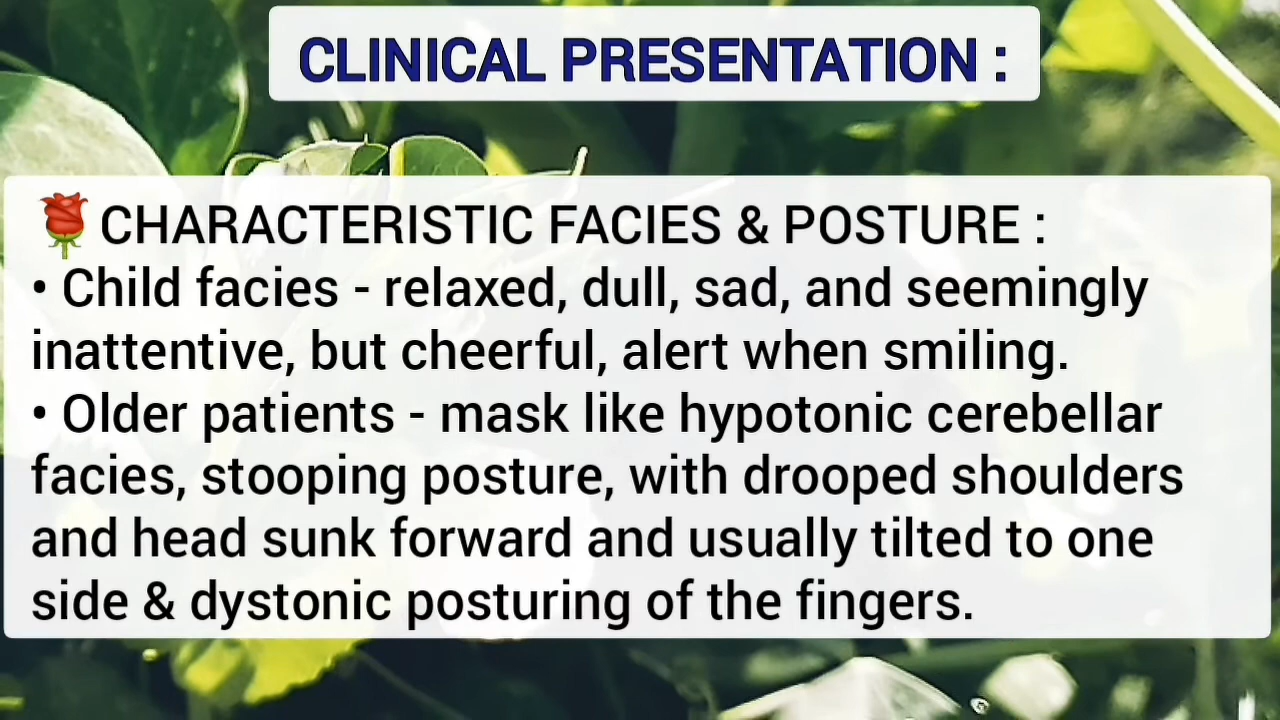 CLINICAL PRESENTATION :
🌹CHARACTERISTIC FACIES & POSTURE :
• Child facies - relaxed, dull, sad, and seemingly
inattentive, but cheerful, alert when smiling.
• Older patients - mask like hypotonic cerebellar
facies, stooping posture, with drooped shoulders
and head sunk forward and usually tilted to one
side & dystonic posturing of the fingers.